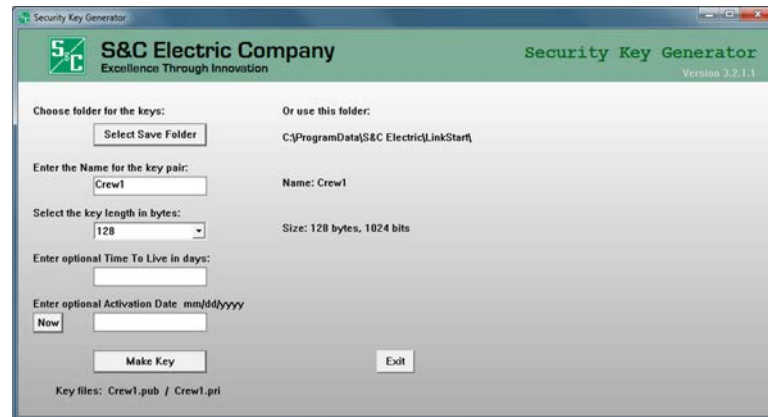 Security Key Generator
S&C
S&C Electric Company
Excellence Through Innovation
Security Key Generator
Version 3.2.1.1
Choose folder for the keys:
Or use this folder:
Select Save Folder
C:\ProgramData\S&C Electric\LinkStart\
Enter the Name for the key pair:
Crew1
Name: Crew1
Select the key length in bytes:
128
Size: 128 bytes, 1024 bits
Enter optional Time To Live in days:
Enter optional Activation Date mm/dd/yyyy
Now
Make Key
Exit
Key files: Crew1.pub / Crew1.pri